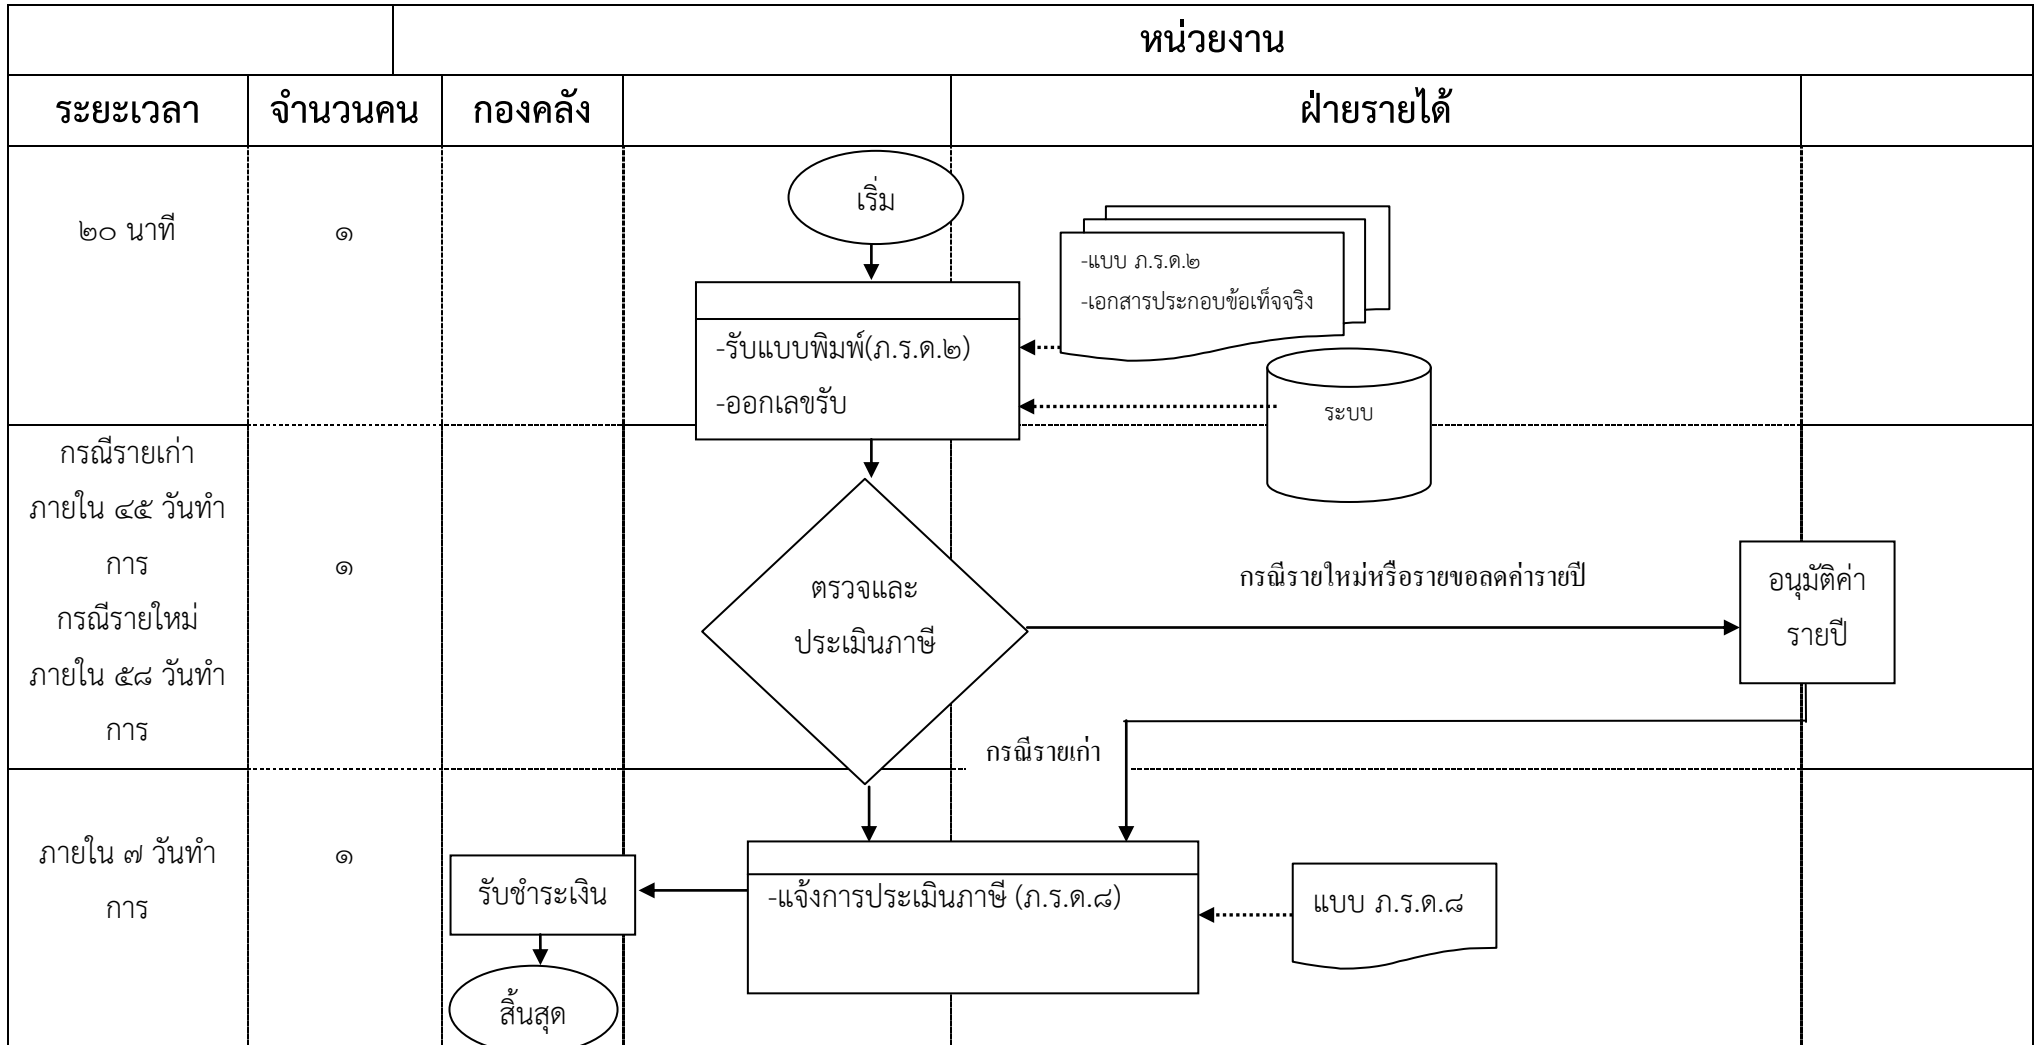 หน่วยงาน
ระยะเวลา
จำนวนคน
กองคลัง
ฝ่ายรายได้
เริ่ม
๒๐ นาที
๑
-แบบ ภ.ร.ด.๒
-เอกสารประกอบข้อเท็จจริง
-รับแบบพิมพ์(ภ.ร.ด.๒)
-ออกเลขรับ
ระบบ
กรณีรายเก่า
ภายใน ๔๕ วันทำ
การ
กรณีรายใหม่
ภายใน ๕๘ วันทำ
การ
๑
ตรวจและ
ประเมินภาษี
กรณีรายใหม่หรือรายขอลดค่ารายปี
อนุมัติค่า
รายปี
กรณีรายเก่า
ภายใน ๗ วันทำ
การ
๑
รับชำระเงิน
-แจ้งการประเมินภาษี (ภ.ร.ด.๘)
แบบ ภ.ร.ด.๘
สิ้นสุด